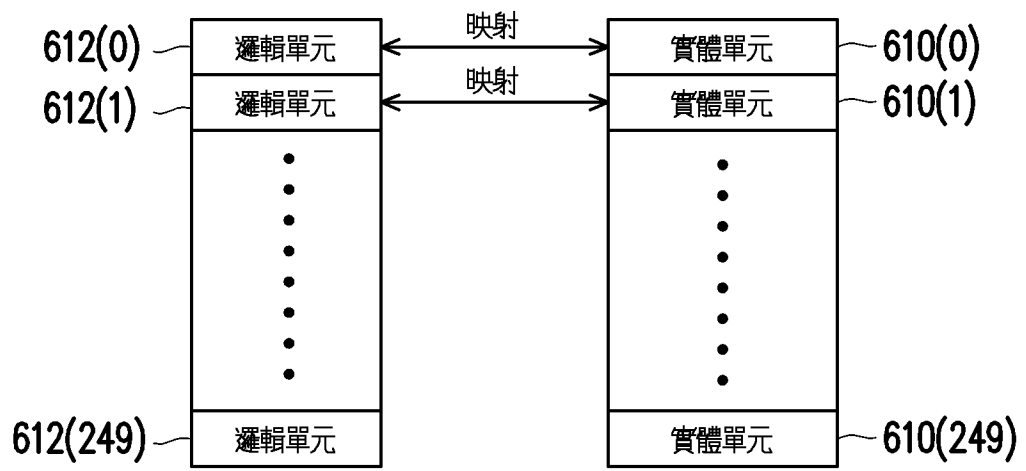 612(0) 邏輯單元 映射 實體單元 610(0)
612(1) 邏輯單元 映射 實體單元 610(1)
612(249) 邏輯單元 實體單元 610(249)